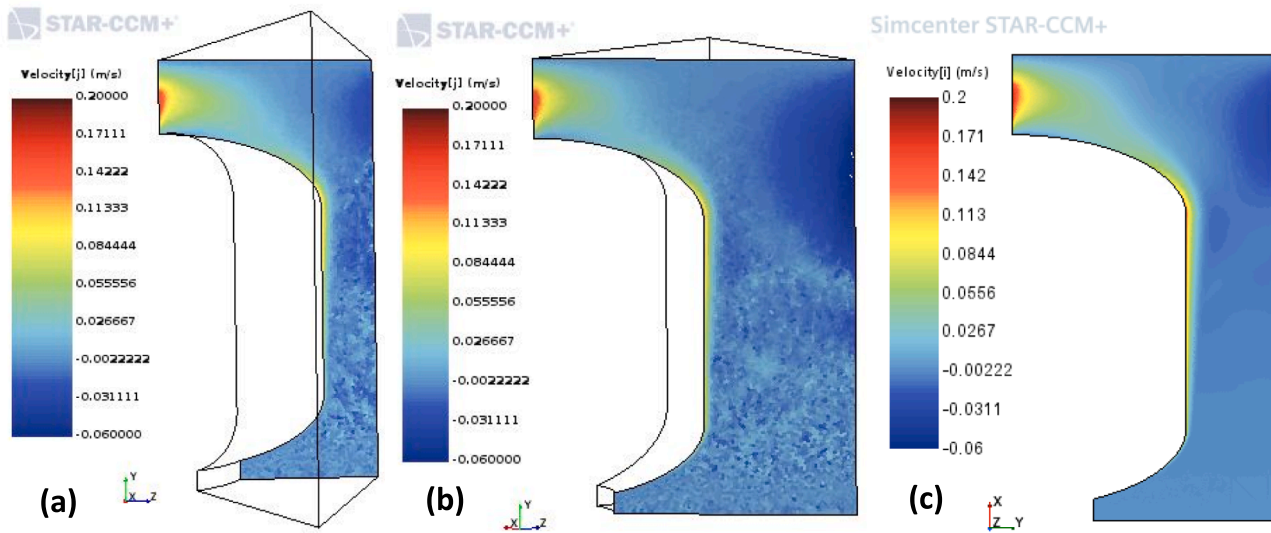 STAR-CCM+
Velocity[j] (m/s)
0.20000
0.17111
0.14222
0.11333
0.084444
0.055556
0.026667
-0.0022222
-0.031111
-0.060000
Y
X Z
(a)
STAR-CCM+
Velocity[j] (m/s)
0.20000
0.17111
0.14222
0.11333
0.084444
0.055556
0.026667
-0.0022222
-0.031111
-0.060000
Y
X Z
(b)
Simcenter STAR-CCM+
Velocity[i] (m/s)
0.2
0.171
0.142
0.113
0.0844
0.0556
0.0267
-0.00222
-0.0311
-0.06
X
Z Y
(c)